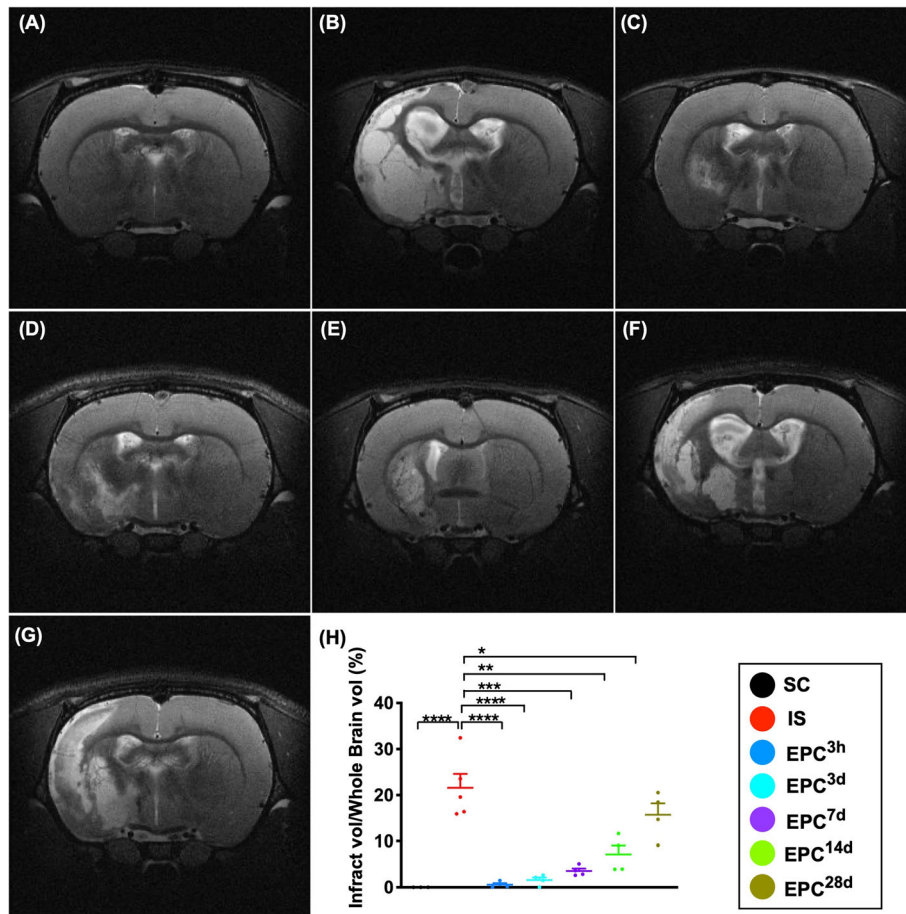 (A)
(B)
(C)
(D)
(E)
(F)
(G)
(H)
Infract vol/Whole Brain vol (%)
40
30
20
10
0
****
****
****
***
**
*
SC
IS
EPC3h
EPC3d
EPC7d
EPC14d
EPC28d